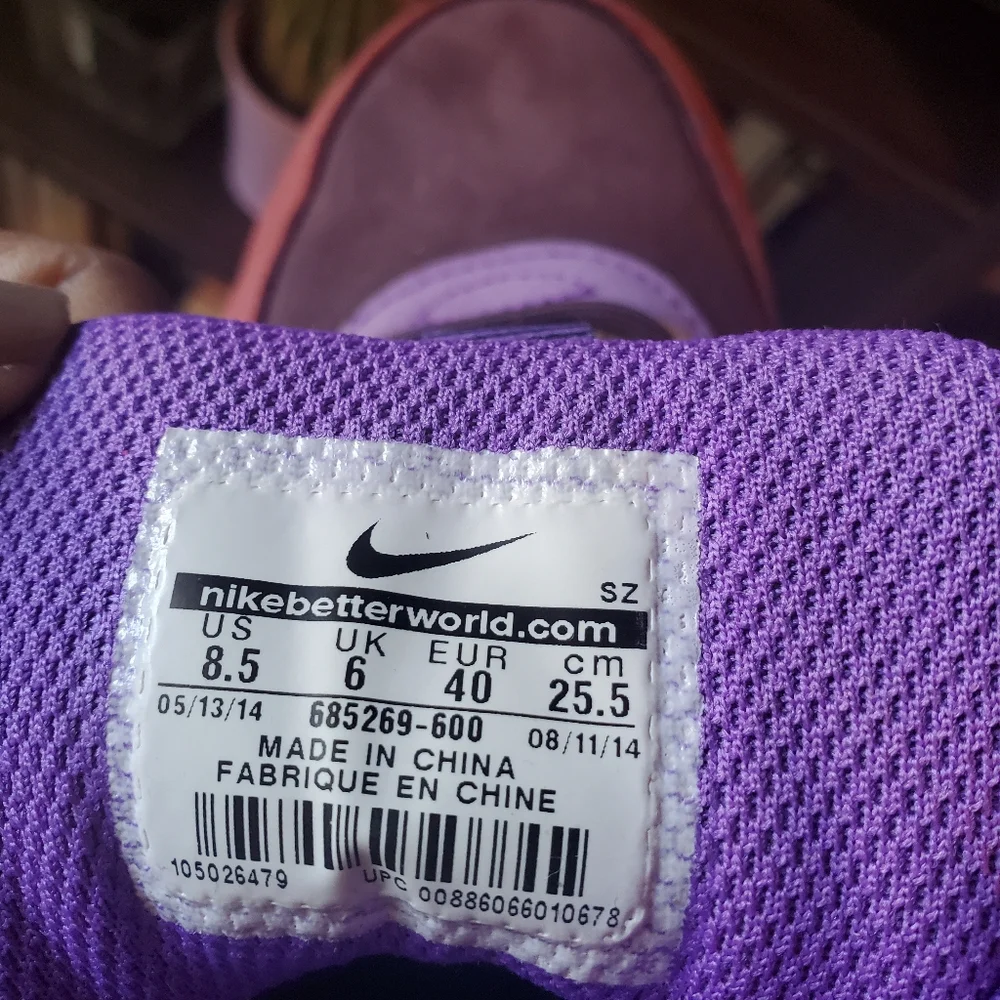 SZ
nikebetterworld.com
US UK EUR cm
8.5 6 40 25.5
05/13/14 685269-600 08/11/14
MADE IN CHINA
FABRIQUE EN CHINE
105026479 UPC 00886066010678